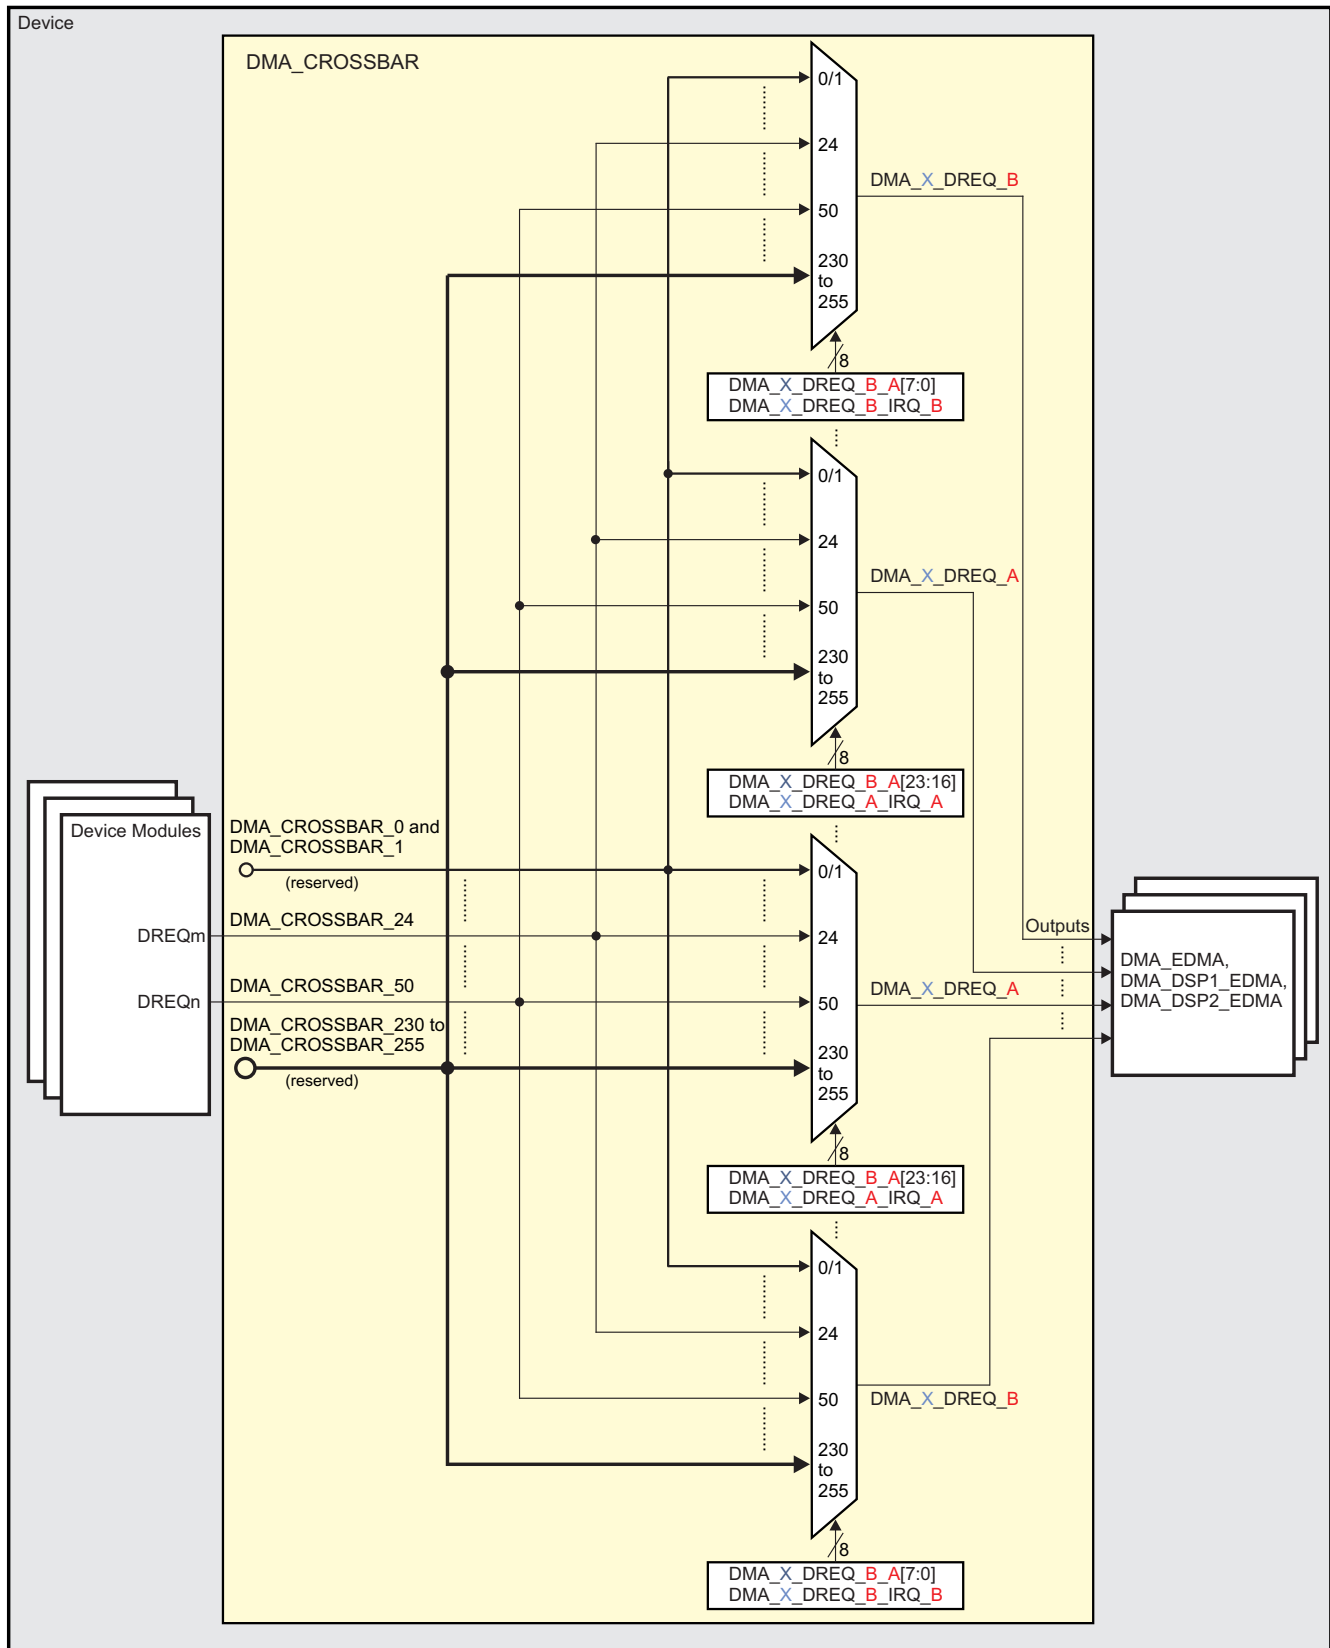 Device
DMA_CROSSBAR
0/1
24
50
230
to
255
DMA_X_DREQ_B
8
DMA_X_DREQ_B_A[7:0]
DMA_X_DREQ_B_IRQ_B
0/1
24
50
230
to
255
DMA_X_DREQ_A
8
DMA_X_DREQ_B_A[23:16]
DMA_X_DREQ_A_IRQ_A
Device Modules
DREQm
DREQn
DMA_CROSSBAR_0 and
DMA_CROSSBAR_1
(reserved)
DMA_CROSSBAR_24
DMA_CROSSBAR_50
DMA_CROSSBAR_230 to
DMA_CROSSBAR_255
(reserved)
0/1
24
50
230
to
255
DMA_X_DREQ_A
Outputs
DMA_EDMA,
DMA_DSP1_EDMA,
DMA_DSP2_EDMA
8
DMA_X_DREQ_B_A[23:16]
DMA_X_DREQ_A_IRQ_A
0/1
24
50
230
to
255
DMA_X_DREQ_B
8
DMA_X_DREQ_B_A[7:0]
DMA_X_DREQ_B_IRQ_B